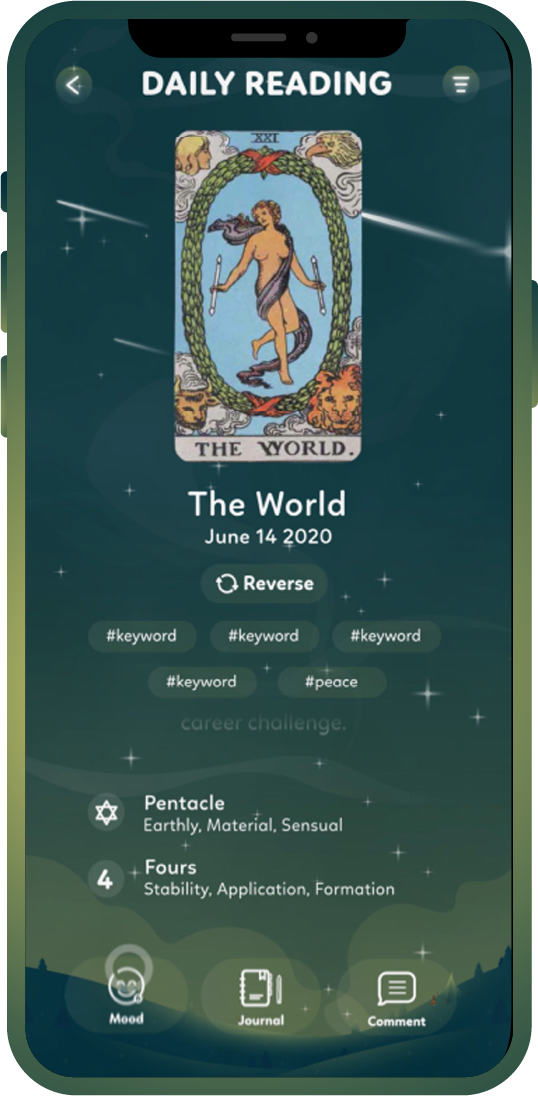 DAILY READING
XXI
THE WORLD.
The World
June 14 2020
Reverse
#keyword #keyword #keyword
#keyword #peace
career challenge.
Pentacle
Earthly, Material, Sensual
4 Fours
Stability, Application, Formation
Mood Journal Comment